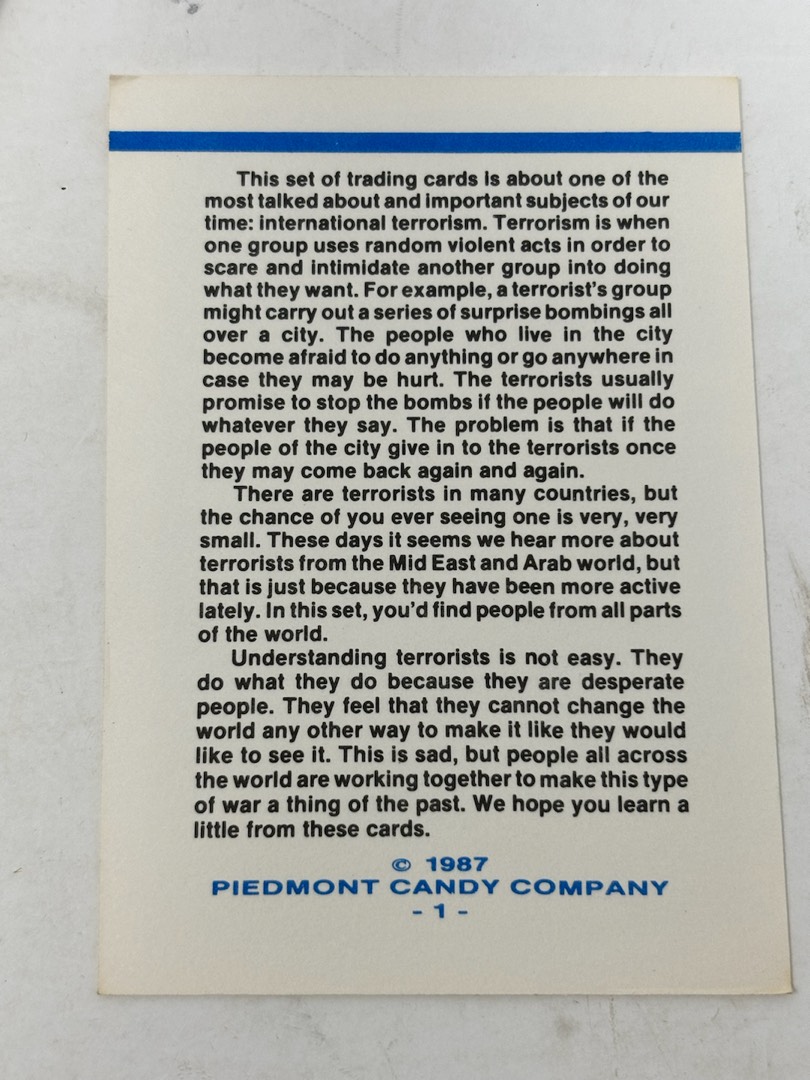 This set of trading cards is about one of the
most talked about and important subjects of our
time: international terrorism. Terrorism is when
one group uses random violent acts in order to
scare and intimidate another group into doing
what they want. For example, a terrorist's group
might carry out a series of surprise bombings all
over a city. The people who live in the city
become afraid to do anything or go anywhere in
case they may be hurt. The terrorists usually
promise to stop the bombs if the people will do
whatever they say. The problem is that if the
people of the city give in to the terrorists once
they may come back again and again.
There are terrorists in many countries, but
the chance of you ever seeing one is very, very
small. These days it seems we hear more about
terrorists from the Mid East and Arab world, but
that is just because they have been more active
lately. In this set, you'd find people from all parts
of the world.
Understanding terrorists is not easy. They
do what they do because they are desperate
people. They feel that they cannot change the
world any other way to make it like they would
like to see it. This is sad, but people all across
the world are working together to make this type
of war a thing of the past. We hope you learn a
little from these cards.
© 1987
PIEDMONT CANDY COMPANY
- 1 -